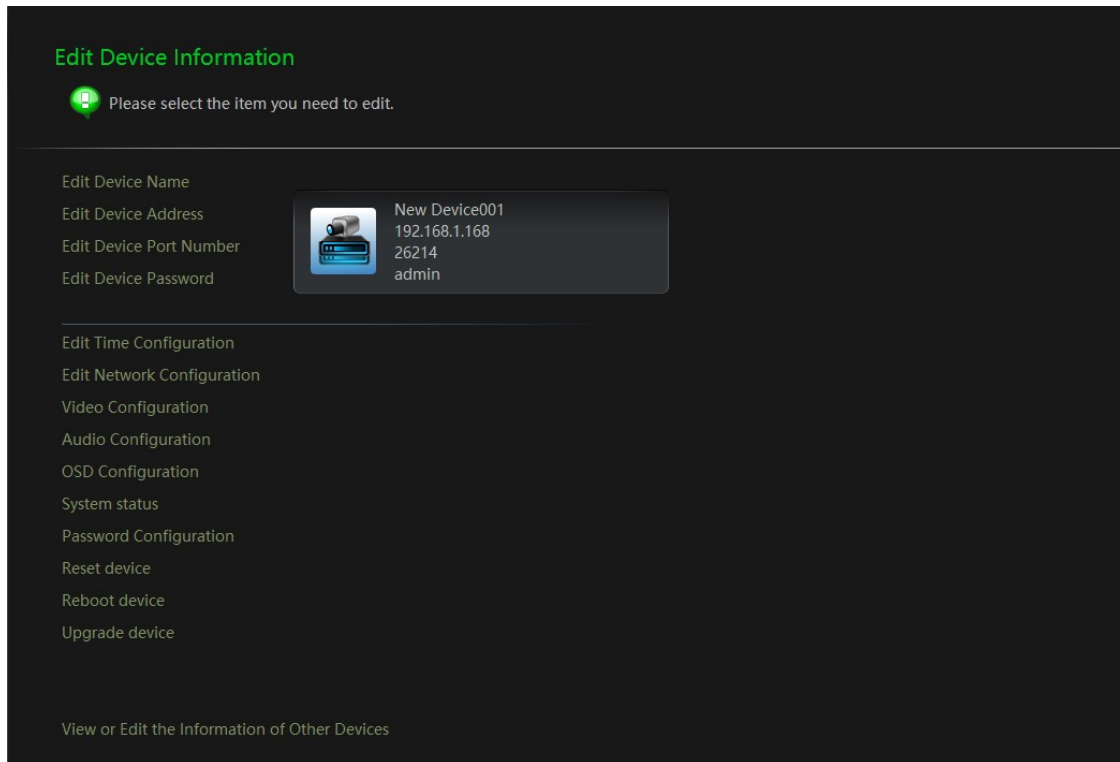 Edit Device Information
Please select the item you need to edit.
Edit Device Name
Edit Device Address
Edit Device Port Number
Edit Device Password
New Device001
192.168.1.168
26214
admin
Edit Time Configuration
Edit Network Configuration
Video Configuration
Audio Configuration
OSD Configuration
System status
Password Configuration
Reset device
Reboot device
Upgrade device
View or Edit the Information of Other Devices